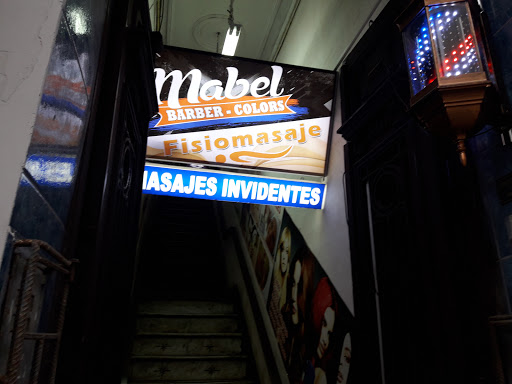 Mabel
BARBER - COLORS
Fisiomasaje
MASAJES INVIDENTES